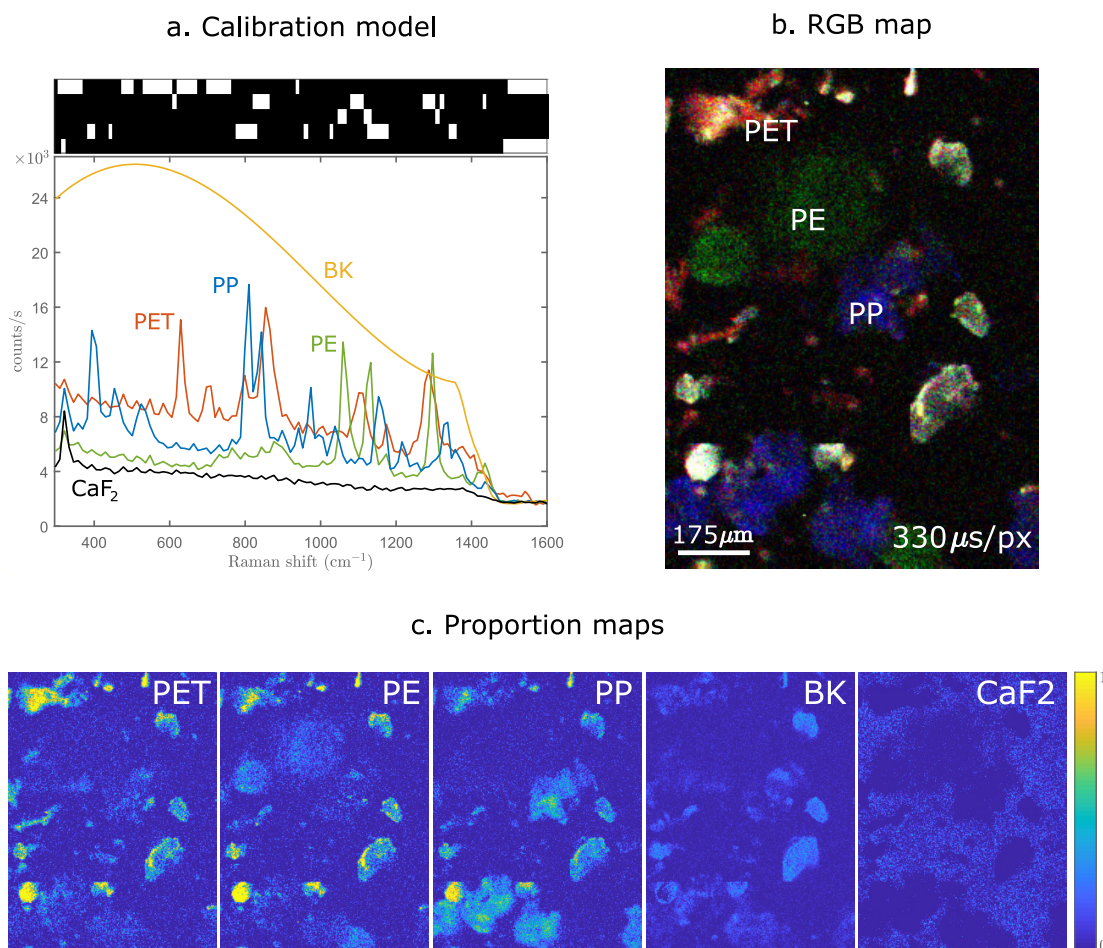 a. Calibration model
b. RGB map
×10³
24
20
16
12
8
4
0
counts/s
BK
PP
PET
PE
CaF₂
400
600
800
1000
1200
1400
1600
Raman shift (cm⁻¹)
PET
PE
PP
175μm
330 μs/px
c. Proportion maps
PET
PE
PP
BK
CaF2